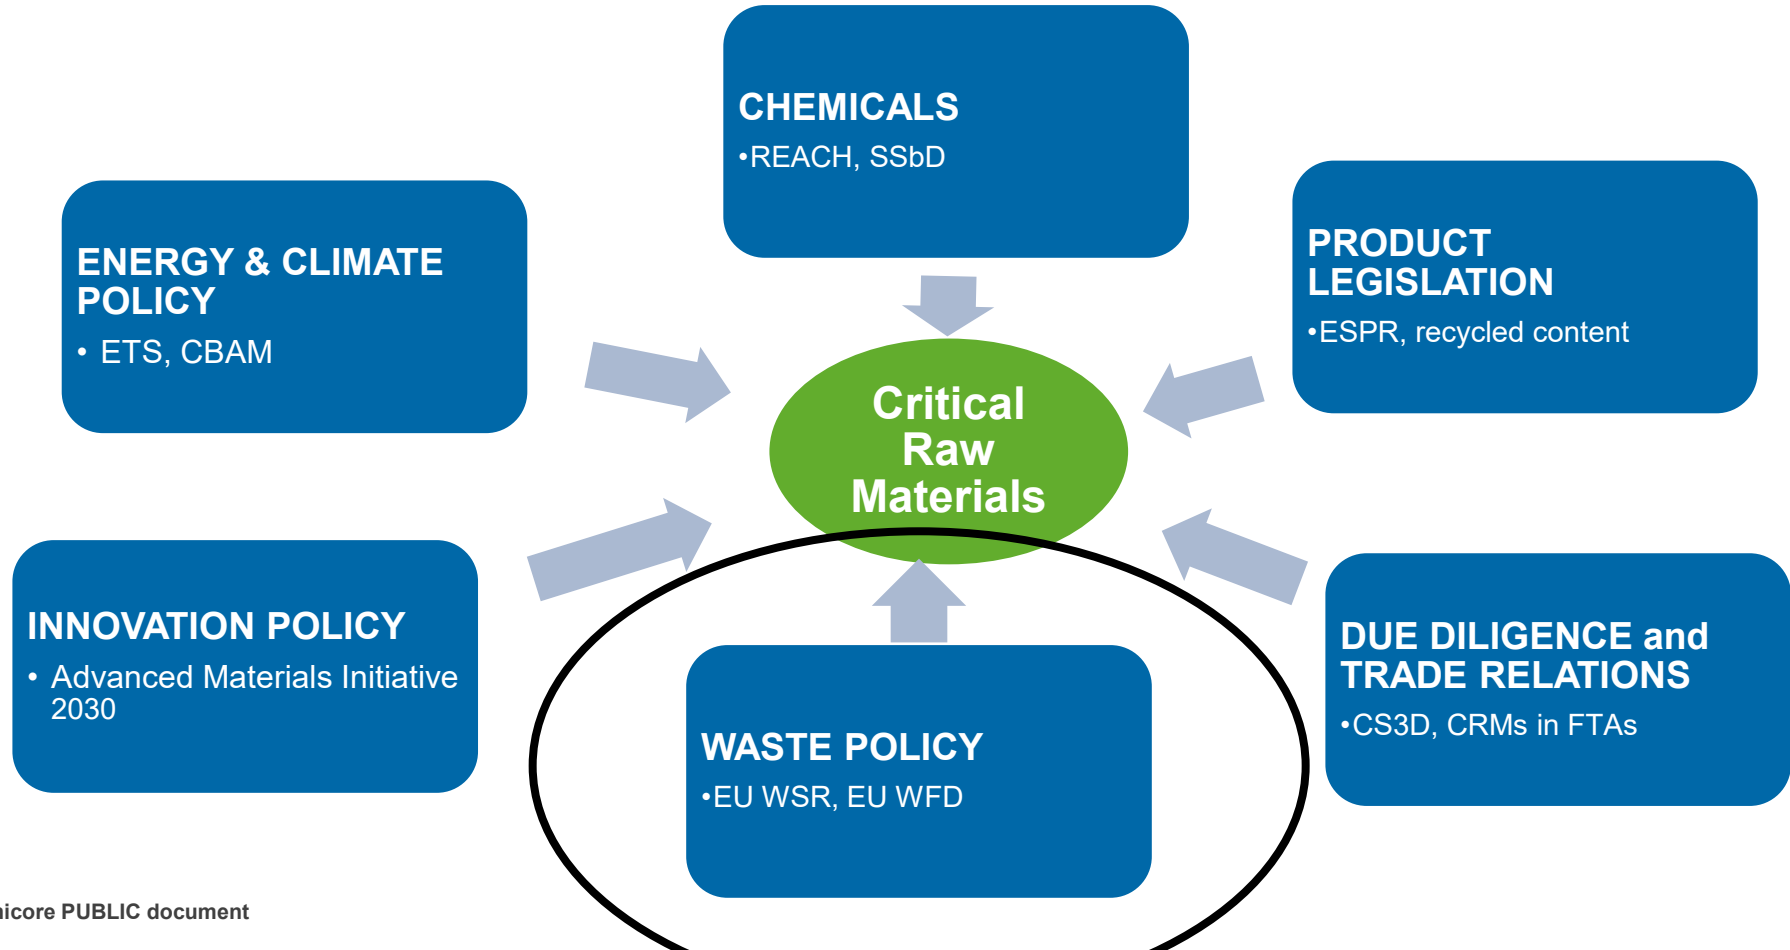 CHEMICALS
•REACH, SSbD
ENERGY & CLIMATE
POLICY
• ETS, CBAM
PRODUCT
LEGISLATION
•ESPR, recycled content
Critical
Raw
Materials
INNOVATION POLICY
• Advanced Materials Initiative
2030
DUE DILIGENCE and
TRADE RELATIONS
•CS3D, CRMs in FTAs
WASTE POLICY
•EU WSR, EU WFD
PUBLIC document